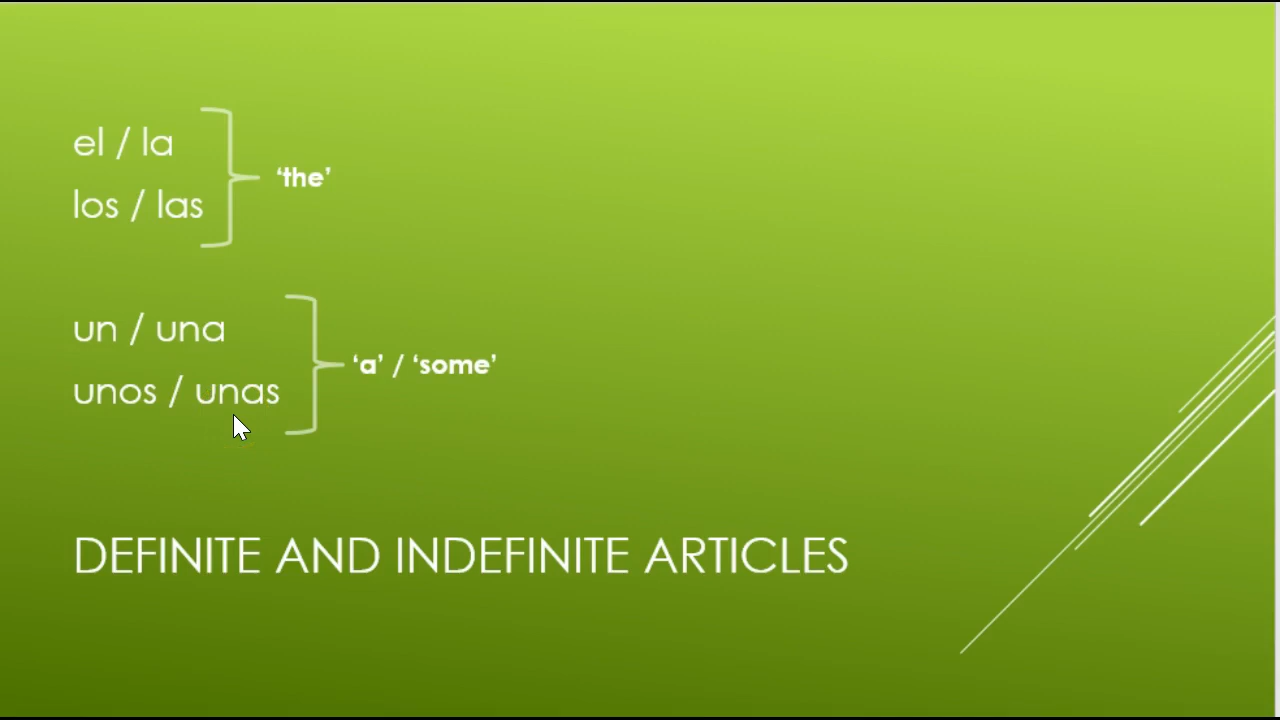 el / la
los / las
‘the’
un / una
unos / unas
‘a’ / ‘some’
DEFINITE AND INDEFINITE ARTICLES